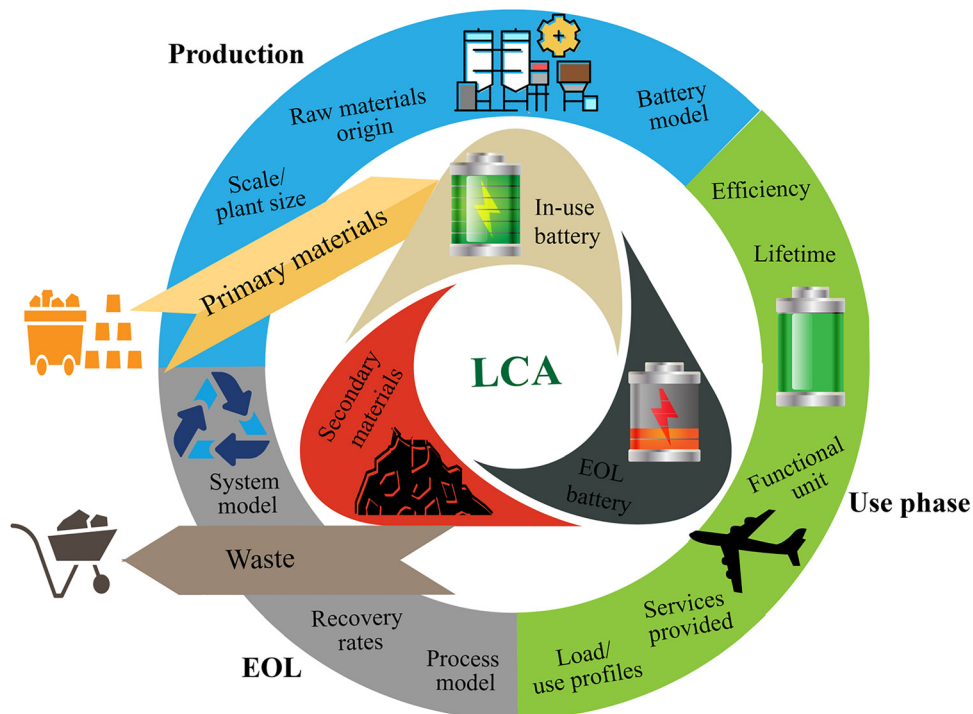 Production
Raw materials
origin
Battery
model
Scale/
plant size
Primary materials
In-use
battery
Efficiency
Lifetime
LCA
Secondary
materials
EOL
battery
Functional
unit
Use phase
System
model
Waste
Services
provided
Recovery
rates
Load/
use profiles
Process
model
EOL